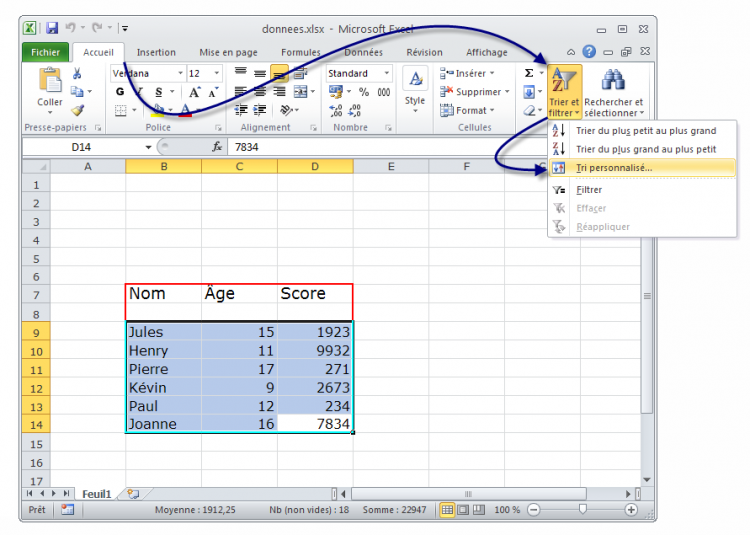 donnees.xlsx - Microsoft Excel
Fichier Accueil Insertion Mise en page Formules Données Révision Affichage
Coller
Presse-papiers
Verdana 12
G I S A A
A
Police
Alignement
Standard
% 000
,00
Nombre
A
Style
Insérer
Supprimer
Format
Cellules
Σ
Trier et filtrer
Rechercher et sélectionner
Trier du plus petit au plus grand
Trier du plus grand au plus petit
Tri personnalisé...
Filtrer
Effacer
Réappliquer
D14 fx 7834
A B C D E F G
1
2
3
4
5
6
7 Nom Âge Score
8
9 Jules 15 1923
10 Henry 11 9932
11 Pierre 17 271
12 Kévin 9 2673
13 Paul 12 234
14 Joanne 16 7834
15
16
17
Feuil1
Prêt Moyenne : 1912,25 Nb (non vides) : 18 Somme : 22947 100 %